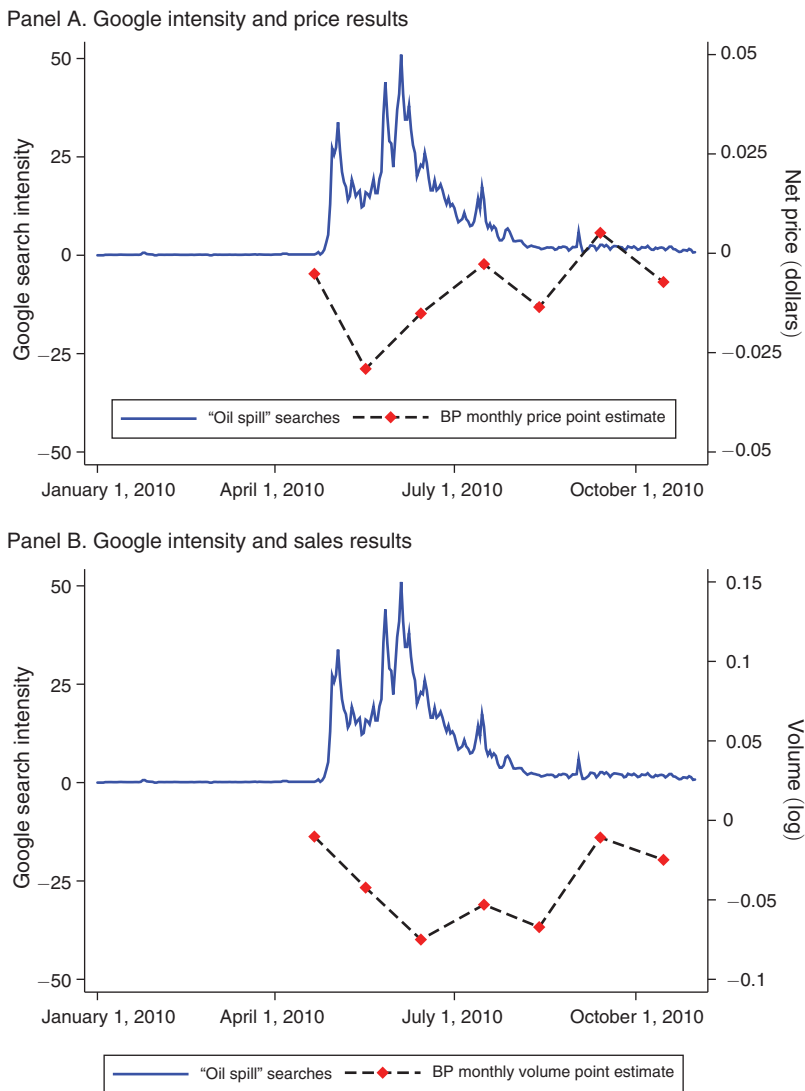 Panel A. Google intensity and price results
50
25
0
−25
−50
Google search intensity
0.05
0.025
0
−0.025
−0.05
Net price (dollars)
"Oil spill" searches
BP monthly price point estimate
January 1, 2010
April 1, 2010
July 1, 2010
October 1, 2010
Panel B. Google intensity and sales results
50
25
0
−25
−50
Google search intensity
0.15
0.1
0.05
0
−0.05
−0.1
Volume (log)
January 1, 2010
April 1, 2010
July 1, 2010
October 1, 2010
"Oil spill" searches
BP monthly volume point estimate